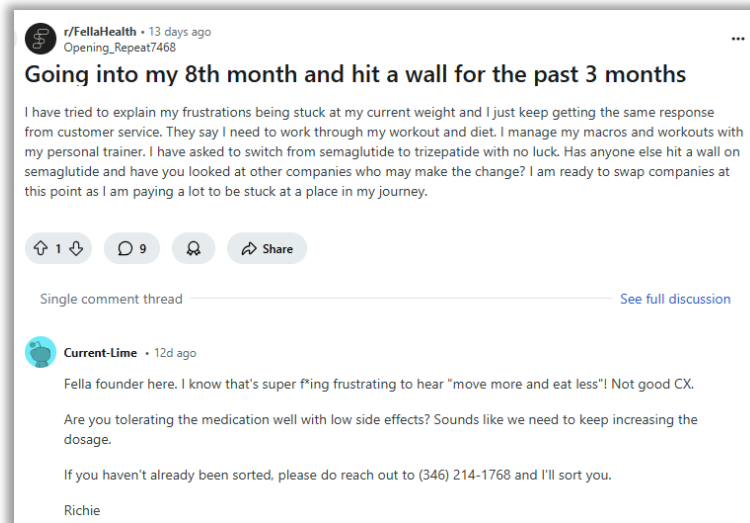 r/FellaHealth • 13 days ago
Opening_Repeat7468
Going into my 8th month and hit a wall for the past 3 months
I have tried to explain my frustrations being stuck at my current weight and I just keep getting the same response
from customer service. They say I need to work through my workout and diet. I manage my macros and workouts with
my personal trainer. I have asked to switch from semaglutide to trizepatide with no luck. Has anyone else hit a wall on
semaglutide and have you looked at other companies who may make the change? I am ready to swap companies at
this point as I am paying a lot to be stuck at a place in my journey.
1 9 Share
Single comment thread See full discussion
Current-Lime • 12d ago
Fella founder here. I know that's super f*ing frustrating to hear "move more and eat less"! Not good CX.
Are you tolerating the medication well with low side effects? Sounds like we need to keep increasing the
dosage.
If you haven't already been sorted, please do reach out to (346) 214-1768 and I'll sort you.
Richie